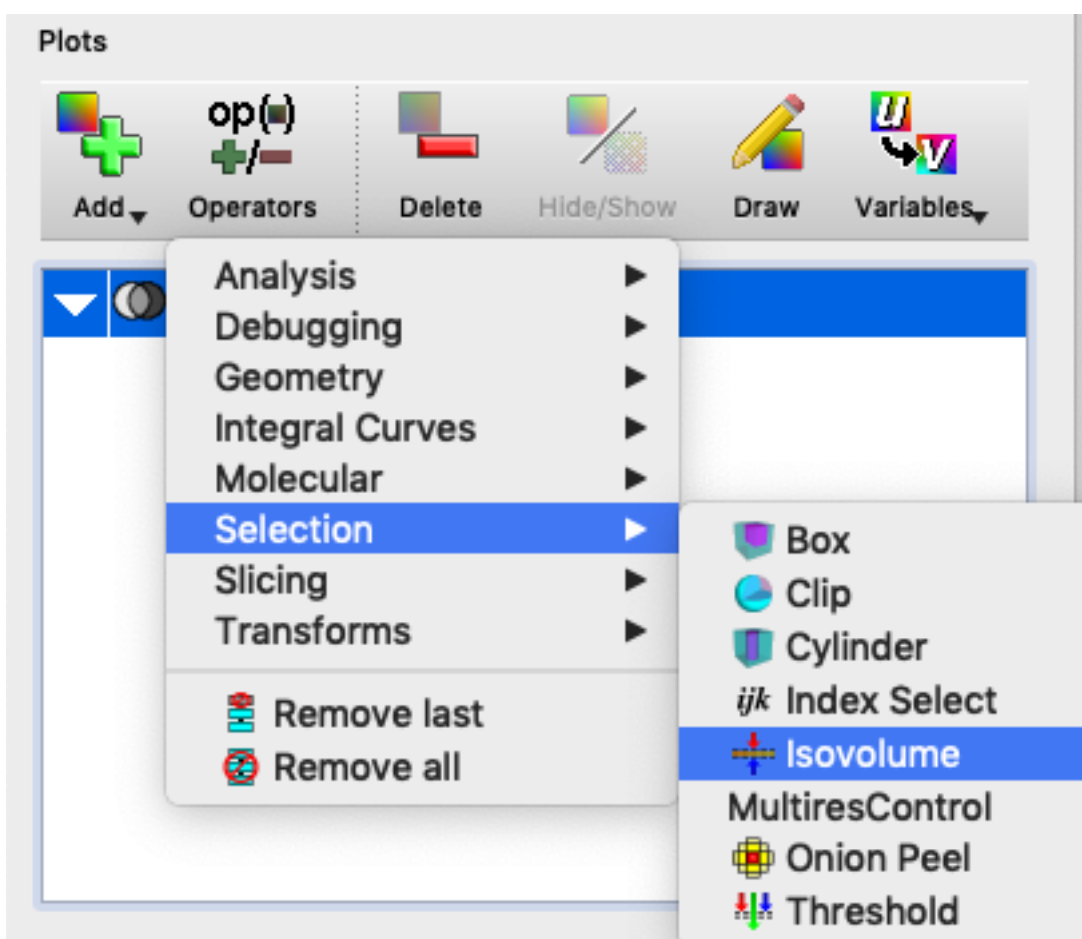 Plots
op( )
+/-
u
v
Add Operators Delete Hide/Show Draw Variables
Analysis
Debugging
Geometry
Integral Curves
Molecular
Selection
Slicing
Transforms
Remove last
Remove all
Box
Clip
Cylinder
ijk Index Select
Isovolume
MultiresControl
Onion Peel
Threshold